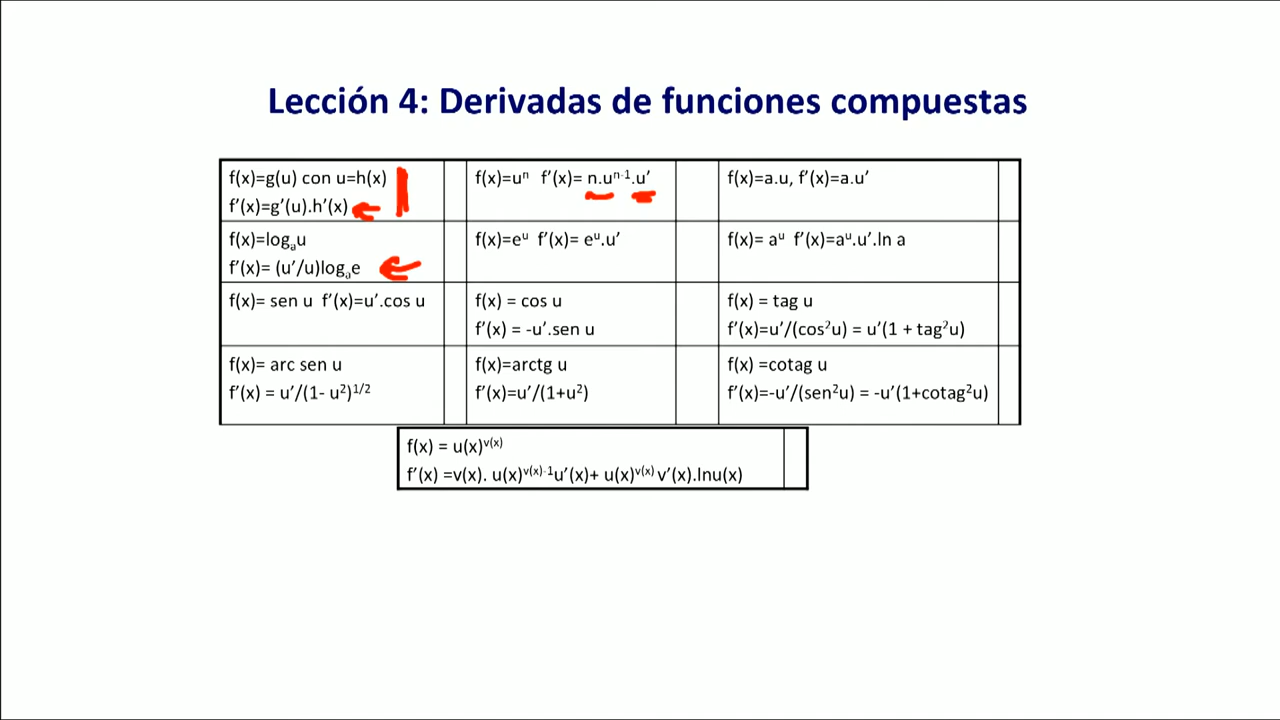 Lección 4: Derivadas de funciones compuestas
f(x)=g(u) con u=h(x)
f’(x)=g’(u).h’(x)
f(x)=uⁿ f’(x)= n.uⁿ⁻¹.u’
f(x)=a.u, f’(x)=a.u’
f(x)=logₐu
f’(x)= (u’/u)logₐe
f(x)=eᵘ f’(x)= eᵘ.u’
f(x)= aᵘ f’(x)=aᵘ.u’.ln a
f(x)= sen u f’(x)=u’.cos u
f(x) = cos u
f’(x) = -u’.sen u
f(x) = tag u
f’(x)=u’/(cos²u) = u’(1 + tag²u)
f(x)= arc sen u
f’(x) = u’/(1- u²)¹ᐟ²
f(x)=arctg u
f’(x)=u’/(1+u²)
f(x) =cotag u
f’(x)=-u’/(sen²u) = -u’(1+cotag²u)
f(x) = u(x)ᵛ⁽ˣ⁾
f’(x) =v(x). u(x)ᵛ⁽ˣ⁾⁻¹u’(x)+ u(x)ᵛ⁽ˣ⁾ v’(x).lnu(x)